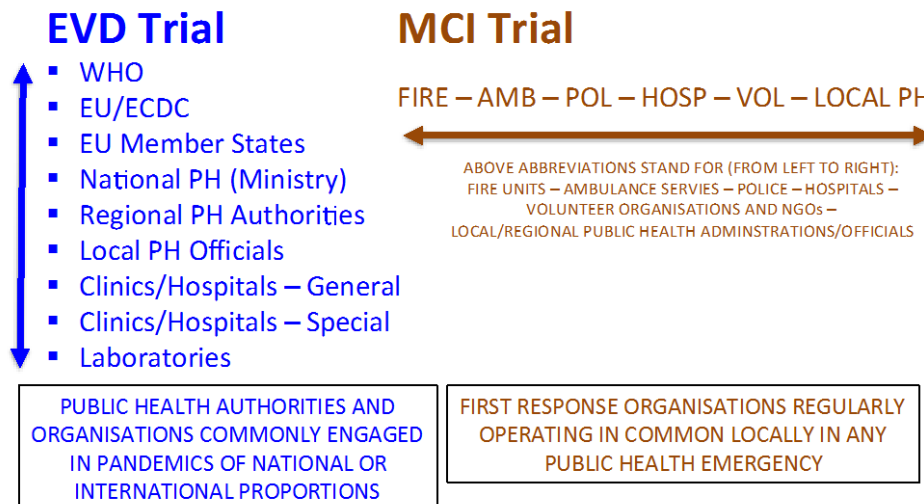 EVD Trial
▪ WHO
▪ EU/ECDC
▪ EU Member States
▪ National PH (Ministry)
▪ Regional PH Authorities
▪ Local PH Officials
▪ Clinics/Hospitals – General
▪ Clinics/Hospitals – Special
▪ Laboratories
PUBLIC HEALTH AUTHORITIES AND
ORGANISATIONS COMMONLY ENGAGED
IN PANDEMICS OF NATIONAL OR
INTERNATIONAL PROPORTIONS
MCI Trial
FIRE – AMB – POL – HOSP – VOL – LOCAL PH
ABOVE ABBREVIATIONS STAND FOR (FROM LEFT TO RIGHT):
FIRE UNITS – AMBULANCE SERVIES – POLICE – HOSPITALS –
VOLUNTEER ORGANISATIONS AND NGOs –
LOCAL/REGIONAL PUBLIC HEALTH ADMINSTRATIONS/OFFICIALS
FIRST RESPONSE ORGANISATIONS REGULARLY
OPERATING IN COMMON LOCALLY IN ANY
PUBLIC HEALTH EMERGENCY